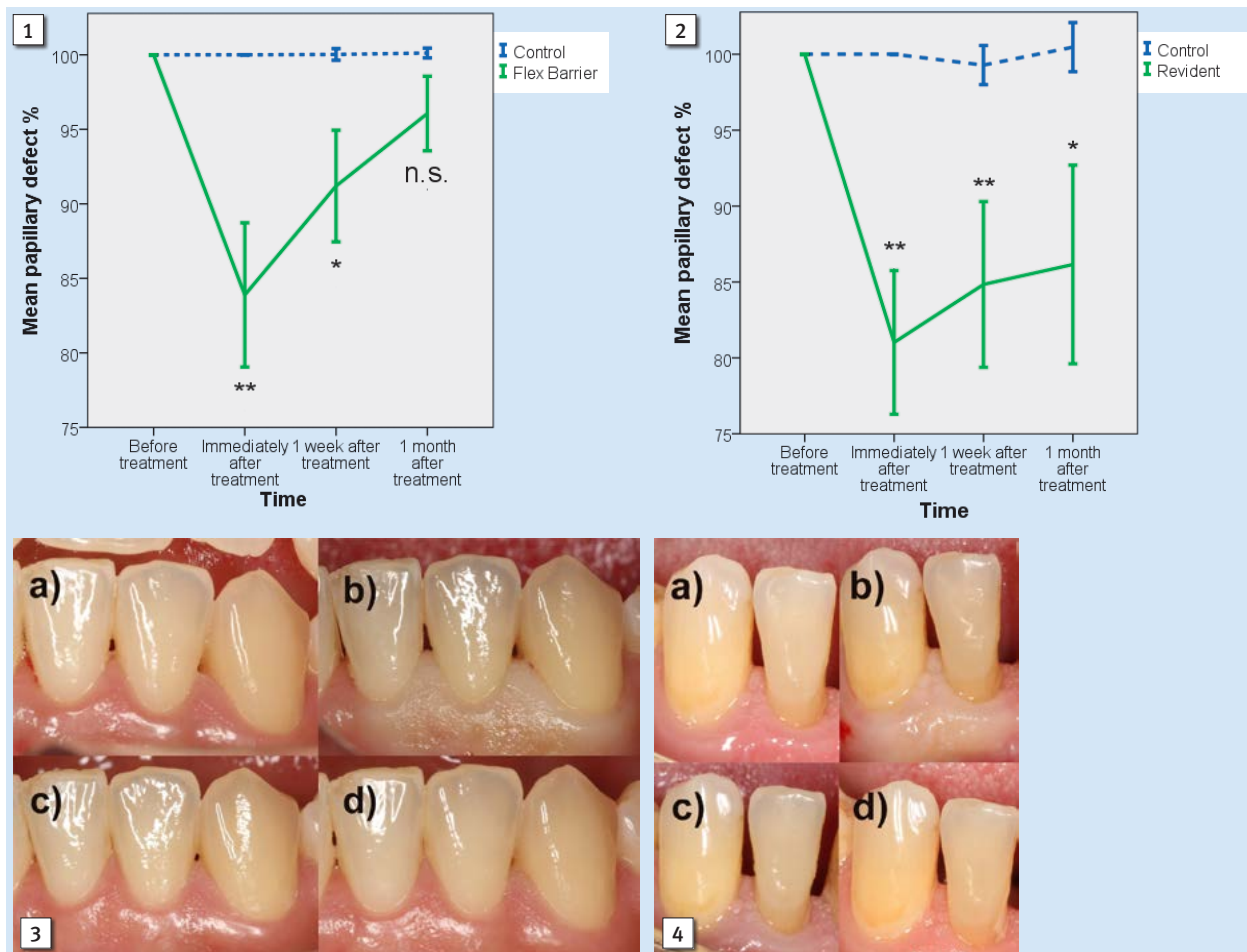 1
Mean papillary defect %
100
95
90
85
80
75
**
*
n.s.
Before treatment
Immediately after treatment
1 week after treatment
1 month after treatment
Time
Control
Flex Barrier
2
Mean papillary defect %
100
95
90
85
80
75
**
**
*
Before treatment
Immediately after treatment
1 week after treatment
1 month after treatment
Time
Control
Revident
a)
b)
c)
d)
3
a)
b)
c)
d)
4